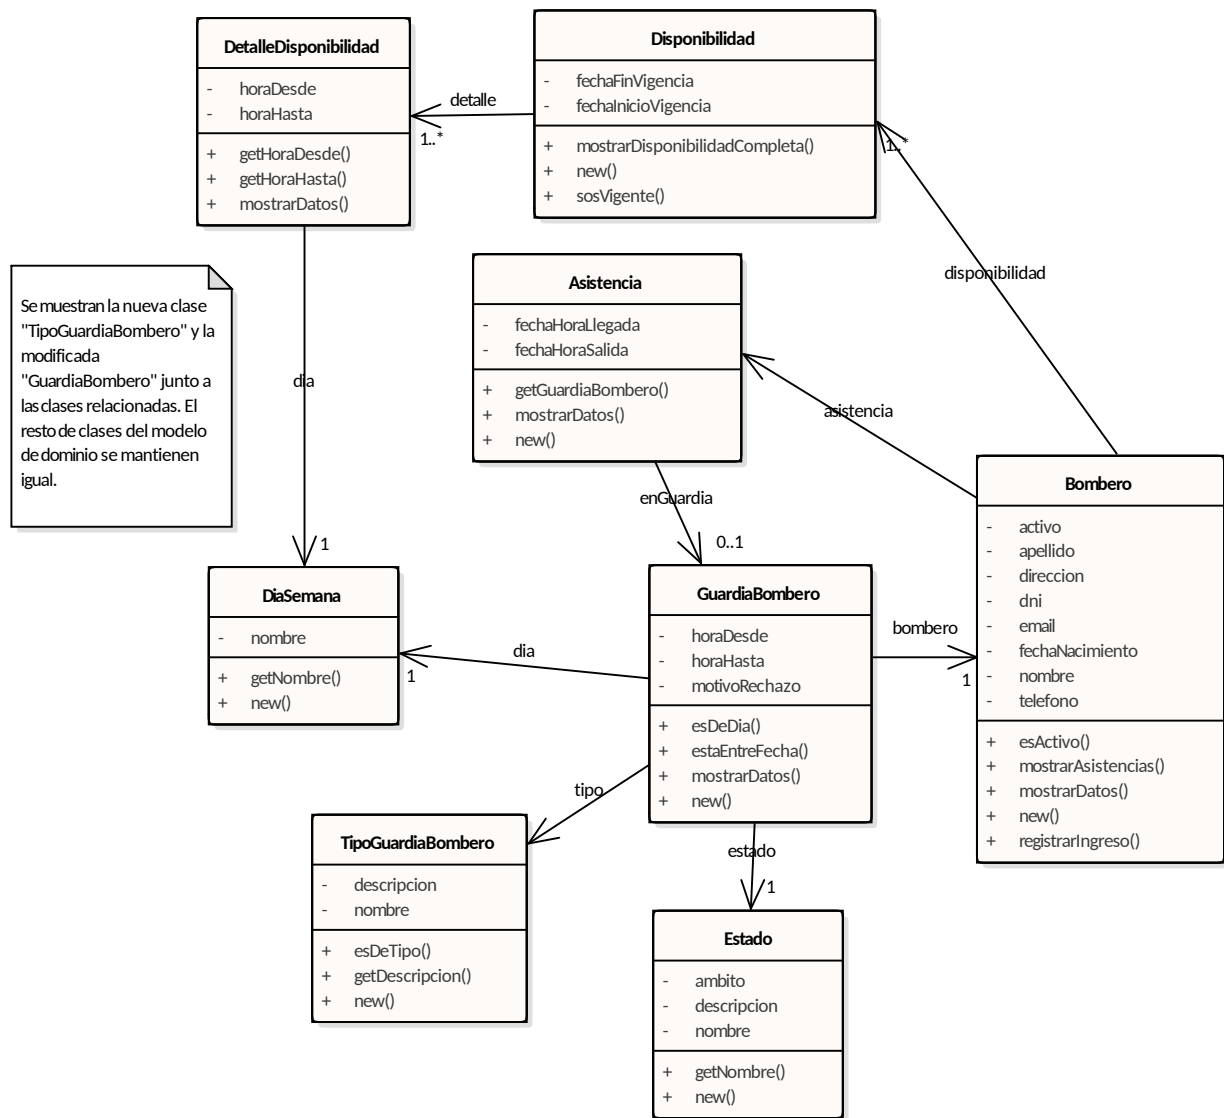 DetalleDisponibilidad
- horaDesde
- horaHasta
+ getHoraDesde()
+ getHoraHasta()
+ mostrarDatos()
detalle
1..*
Disponibilidad
- fechaFinVigencia
- fechaInicioVigencia
+ mostrarDisponibilidadCompleta()
+ new()
+ sosVigente()
1..*
disponibilidad
Se muestran la nueva clase
"TipoGuardiaBombero" y la
modificada
"GuardiaBombero" junto a
las clases relacionadas. El
resto de clases del modelo
de dominio se mantienen
igual.
dia
1
Asistencia
- fechaHoraLlegada
- fechaHoraSalida
+ getGuardiaBombero()
+ mostrarDatos()
+ new()
asistencia
enGuardia
0..1
Bombero
- activo
- apellido
- direccion
- dni
- email
- fechaNacimiento
- nombre
- telefono
+ esActivo()
+ mostrarAsistencias()
+ mostrarDatos()
+ new()
+ registrarIngreso()
DiaSemana
- nombre
+ getNombre()
+ new()
dia
1
GuardiaBombero
- horaDesde
- horaHasta
- motivoRechazo
+ esDeDia()
+ estaEntreFecha()
+ mostrarDatos()
+ new()
bombero
1
tipo
TipoGuardiaBombero
- descripcion
- nombre
+ esDeTipo()
+ getDescripcion()
+ new()
estado
1
Estado
- ambito
- descripcion
- nombre
+ getNombre()
+ new()